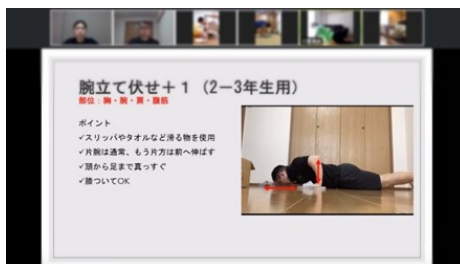 腕立て伏せ+１（2ー3年生用）
部位：胸・腕・肩・腹筋
ポイント
✓スリッパやタオルなど滑る物を使用
✓片腕は通常、もう片方は前へ伸ばす
✓頭から足まで真っすぐ
✓膝ついてOK